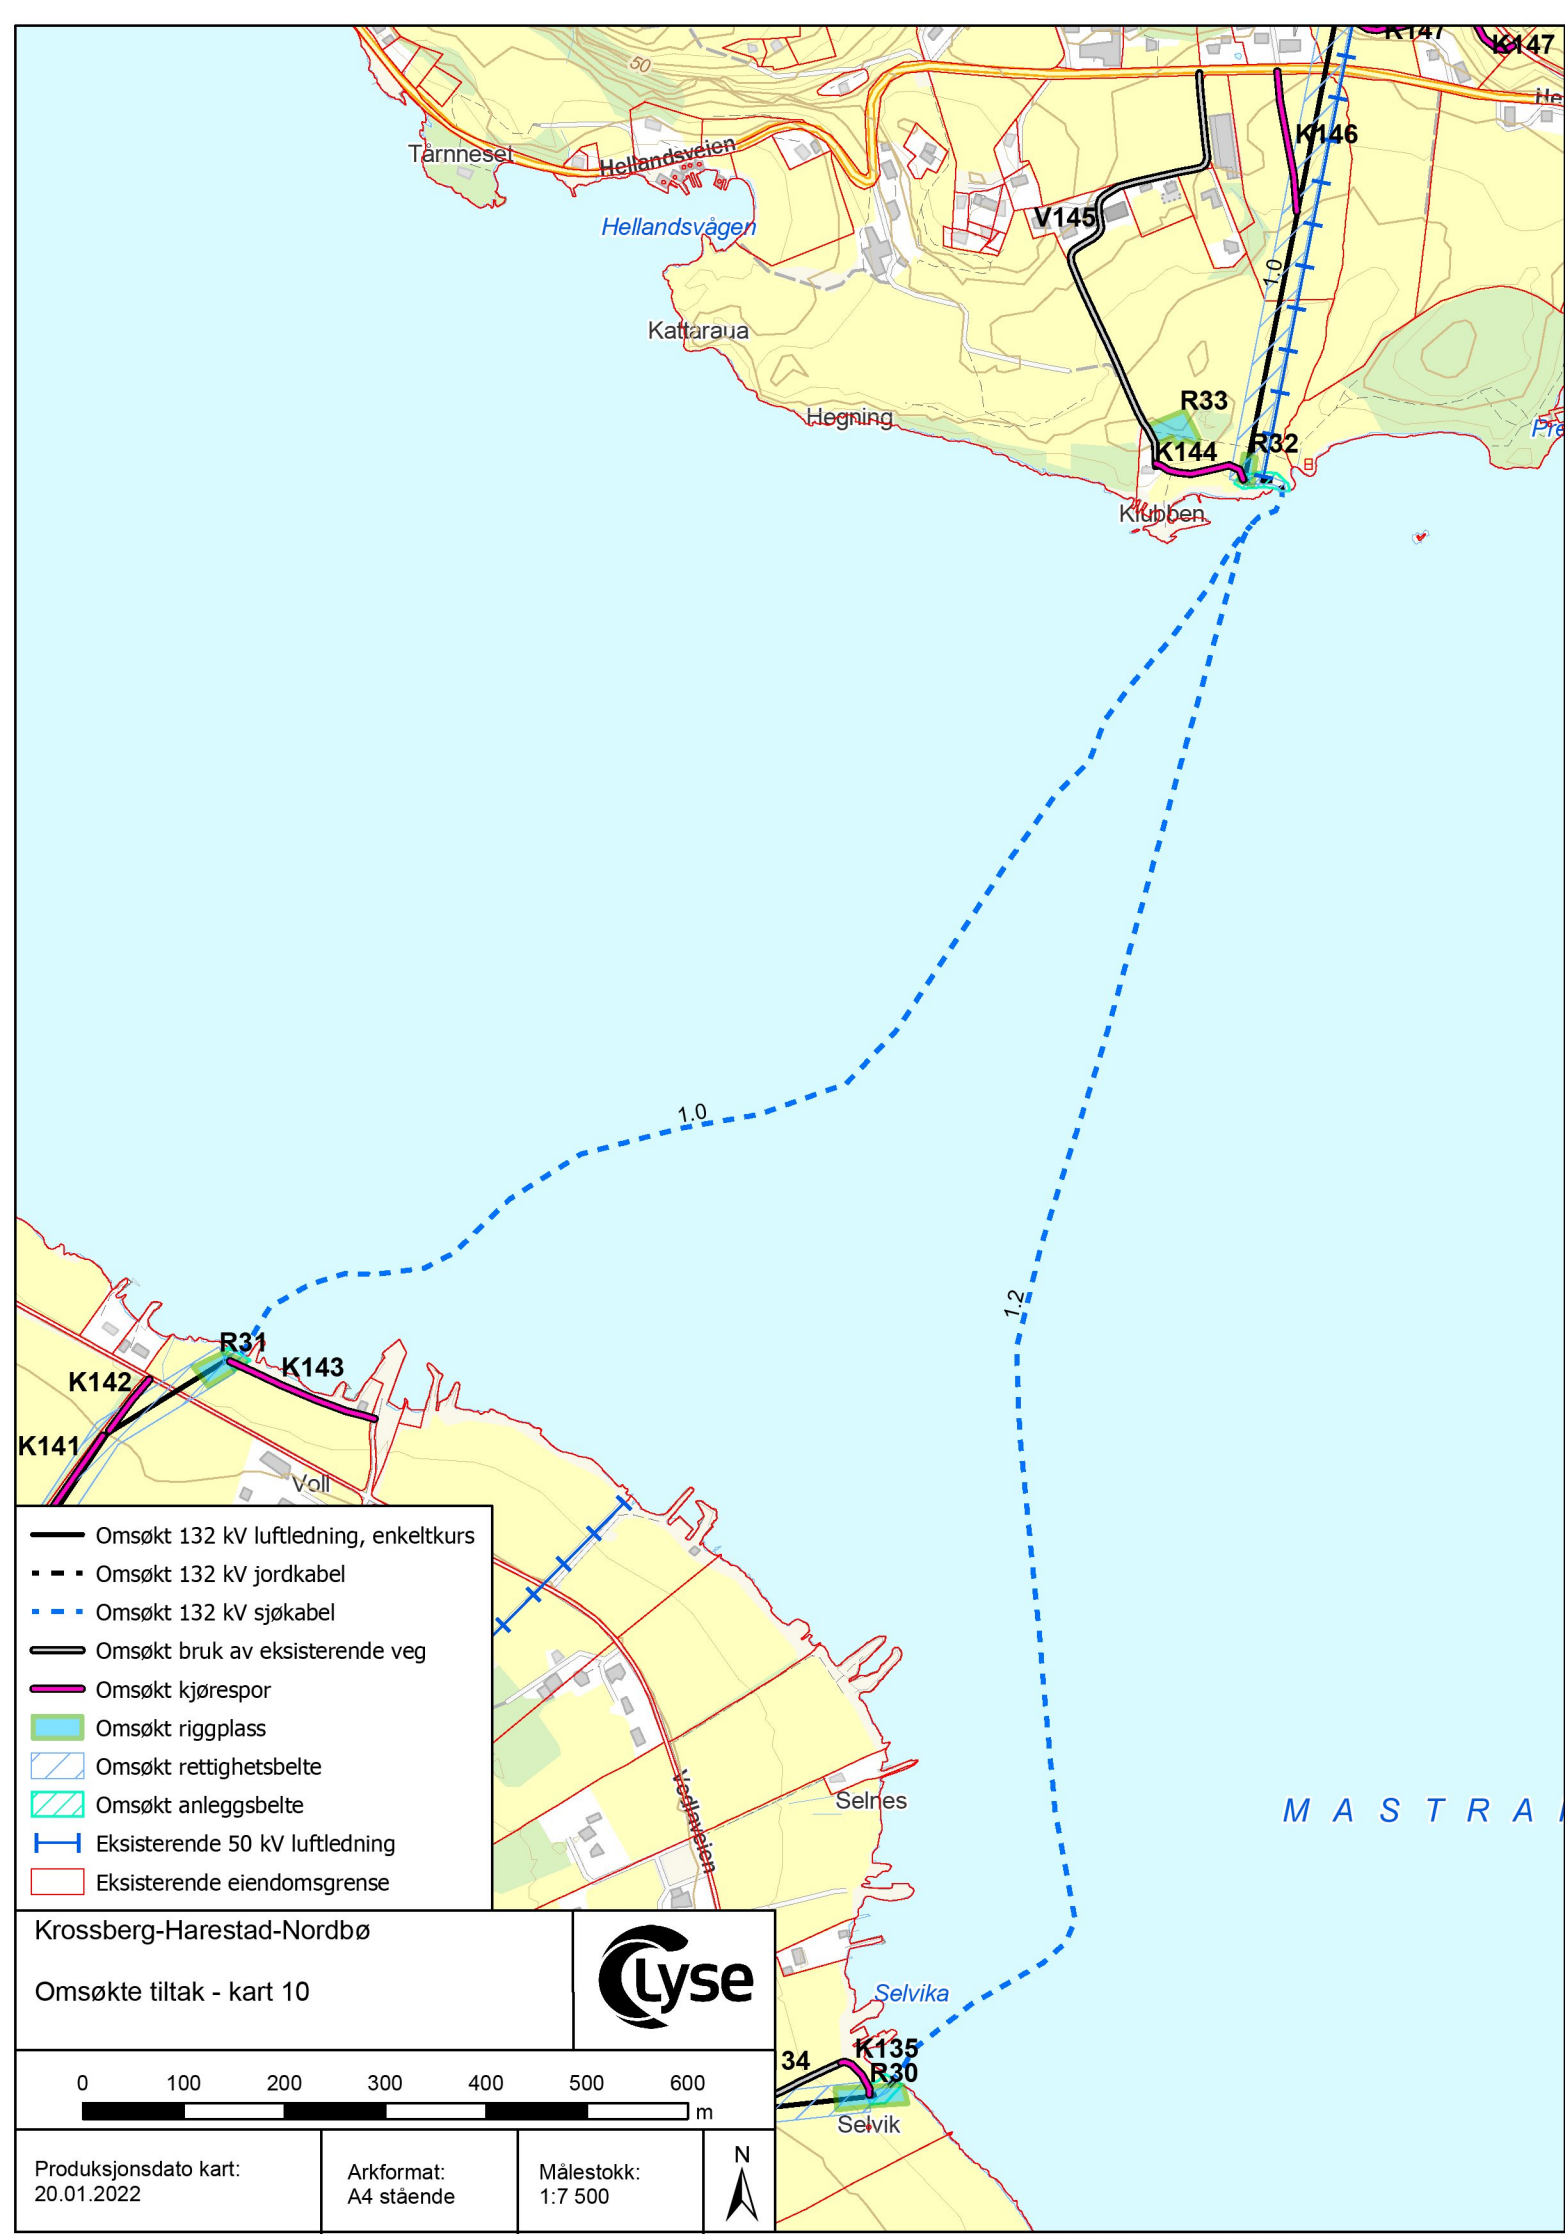 K147
K147
50
He
Tårnneset
Hellandsveien
K146
V145
Hellandsvågen
1.0
Kattaraua
R33
Hegning
Pre
R32
K144
Klubben
1.0
1.2
R31
K143
K142
K141
Voll
Omsøkt 132 kV luftledning, enkeltkurs
Omsøkt 132 kV jordkabel
Omsøkt 132 kV sjøkabel
Omsøkt bruk av eksisterende veg
Omsøkt kjørespor
Omsøkt riggplass
Omsøkt rettighetsbelte
Omsøkt anleggsbelte
Eksisterende 50 kV luftledning
Eksisterende eiendomsgrense
Vedlaveien
Selnes
MASTRA
Krossberg-Harestad-Nordbø
Omsøkte tiltak - kart 10
Lyse
Selvika
34
K135
R30
Selvik
0 100 200 300 400 500 600
m
Produksjonsdato kart:
20.01.2022
Arkformat:
A4 stående
Målestokk:
1:7 500
N